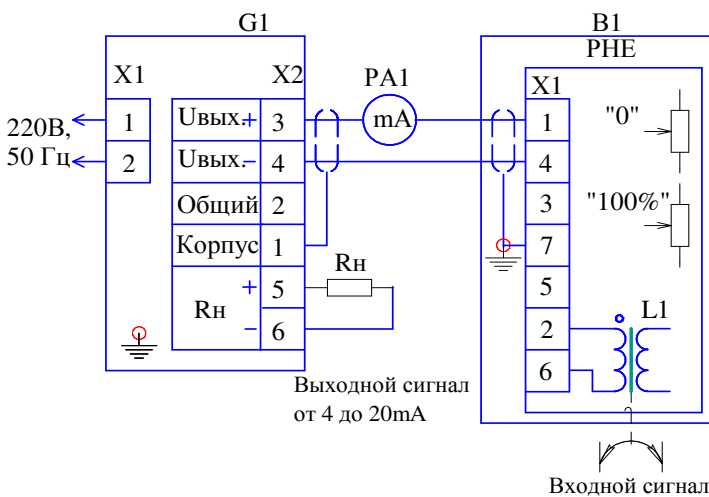 G1
B1
PHE
X1
X2
PA1
X1
220В,
50 Гц
1
2
Uвых.+
3
Uвых.−
4
Общий
2
Корпус
1
Rн
+
5
−
6
mA
Rн
1
4
3
7
5
2
6
"0"
"100%"
L1
Выходной сигнал
от 4 до 20mA
Входной сигнал